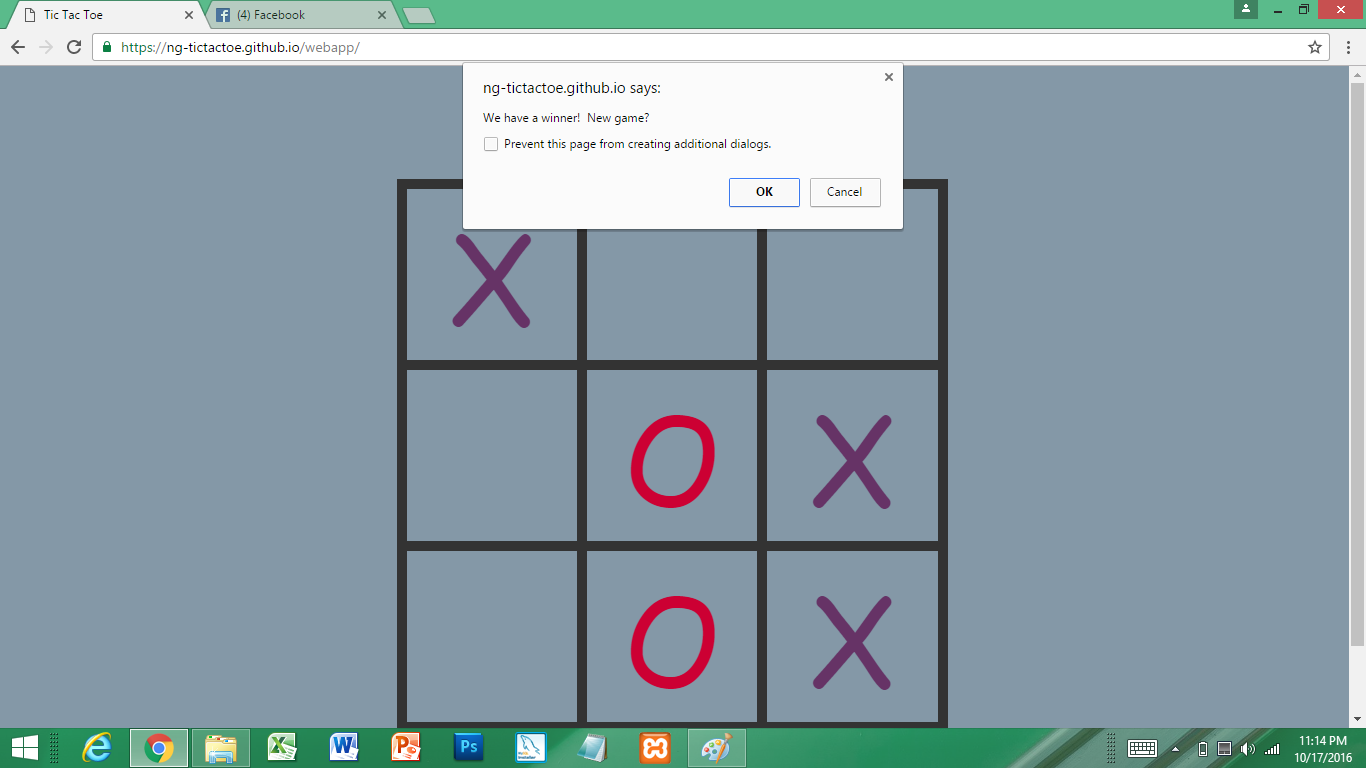 Tic Tac Toe
(4) Facebook
https://ng-tictactoe.github.io/webapp/
ng-tictactoe.github.io says:
We have a winner!  New game?
Prevent this page from creating additional dialogs.
OK Cancel
X
O X
O X
11:14 PM
10/17/2016